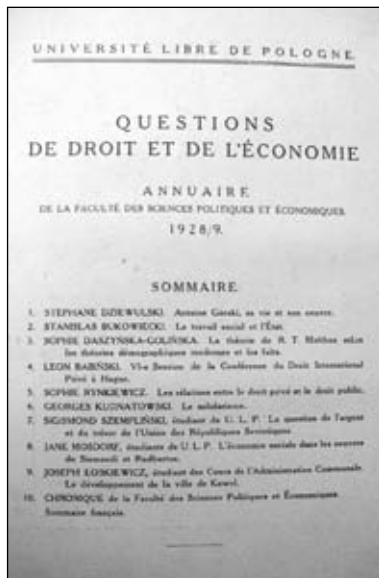 UNIVERSITÉ LIBRE DE POLOGNE
QUESTIONS
DE DROIT ET DE L'ÉCONOMIE
ANNUAIRE
DE LA FACULTÉ DES SCIENCES POLITIQUES ET ÉCONOMIQUES
1928/9.
SOMMAIRE
1. STEPHANE DZIEWULSKI. Antoine Górski, sa vie et son oeuvre.
2. STANISLAS BUKOWIECKI. Le travail social et l'État.
3. SOPHIE DASZYŃSKA-GOLIŃSKA. La théorie de R. T. Malthus
les théories démographiques modernes et les faits.
4. LEON BABIŃSKI. VI-e Session de la Conférence du Droit International
Privé à Hague.
5. SOPHIE RYNKIEWICZ. Les relations entre le droit privé et le droit public.
6. GEORGES KURNATOWSKI. Le solidarisme.
7. SIGISMOND SZEMPLIŃSKI, étudiant de U. L. P. La question de l'argent
et du trésor de l'Union des Républiques Sovietiques
8. JANE MOSDORF, étudiante de U. L. P. L'économie sociale dans les oeuvres
de Sismondi et Rodbertus.
9. JOSEPH ŁOSKIEWICZ, étudiant des Cours de l'Administration Communale.
Le développement de la ville de Kowel.
10. CHRONIQUE de la Faculté des Sciences Politiques et Économiques.
Sommaire français.